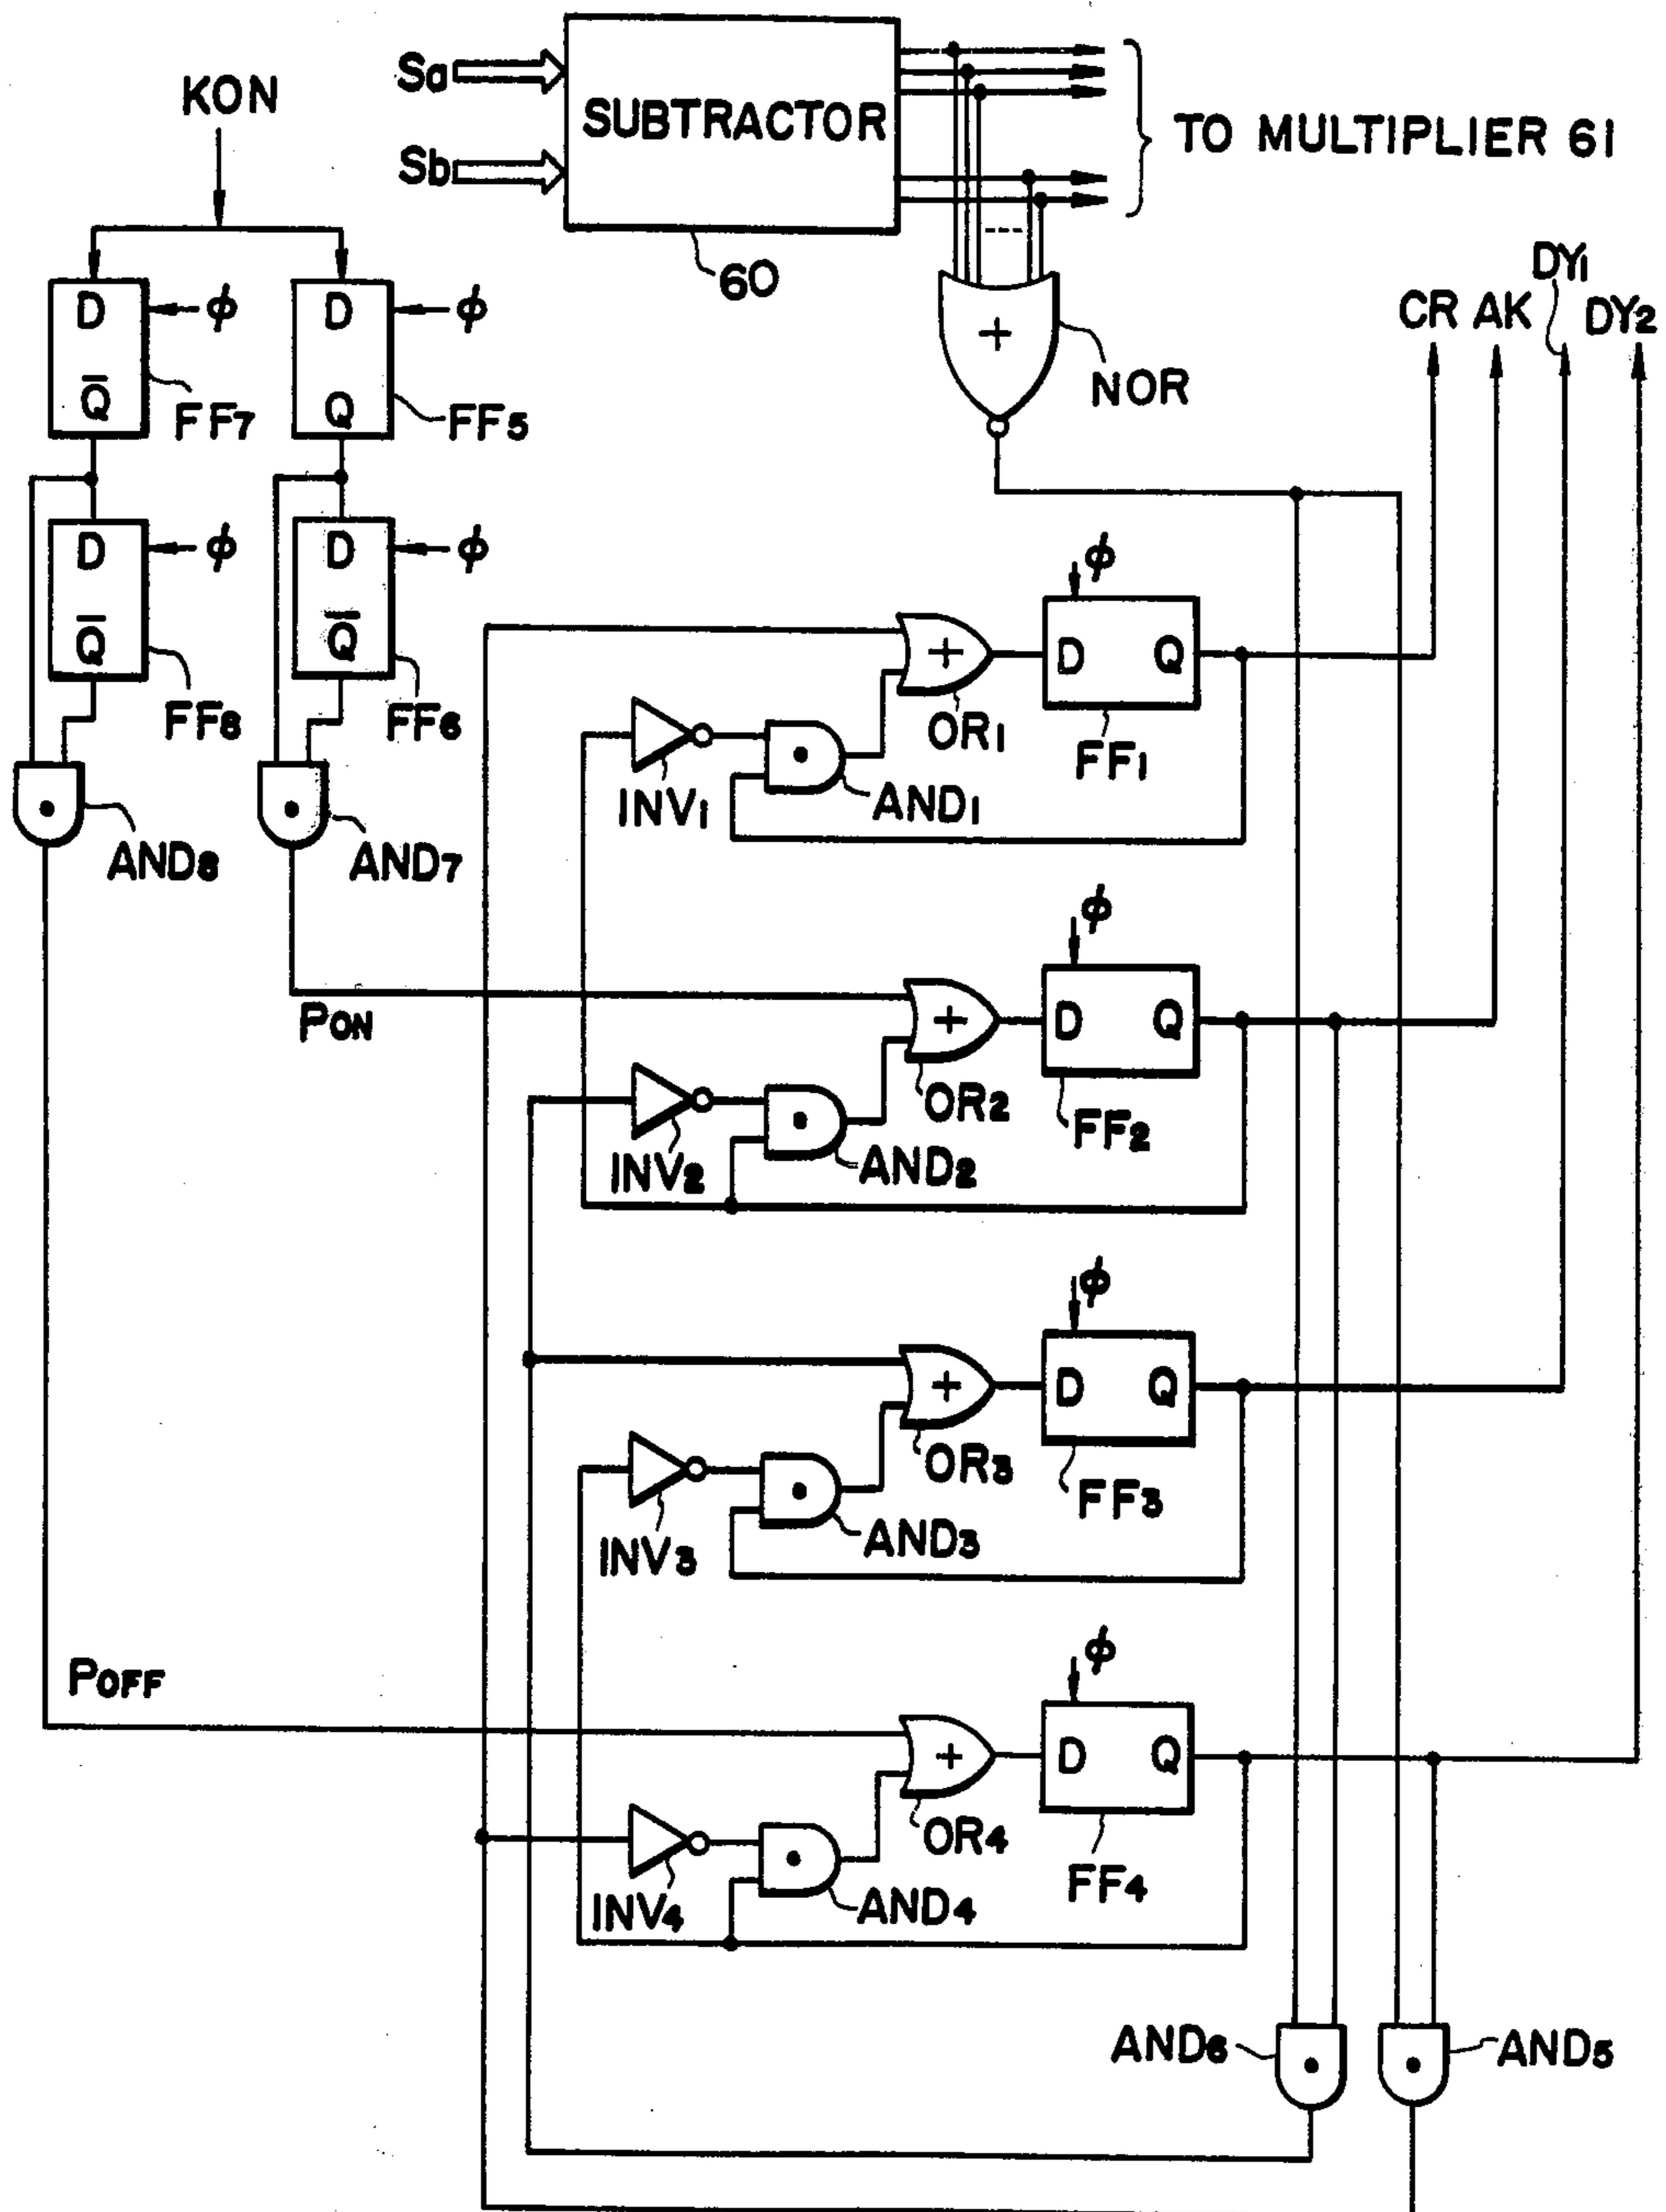 Sa
SUBTRACTOR
TO MULTIPLIER 61
KON
Sb
60
DY1
CR AK
DY2
D
φ
D
φ
+
NOR
Q̅
FF7
Q
FF5
D
φ
D
φ
φ
Q̅
Q̅
+
D Q
FF8
FF6
OR1
FF1
INV1
AND1
AND8
AND7
φ
PON
+
D Q
OR2
FF2
INV2
AND2
φ
+
D Q
OR3
FF3
INV3
AND3
φ
POFF
+
D Q
OR4
FF4
INV4
AND4
AND6
AND5